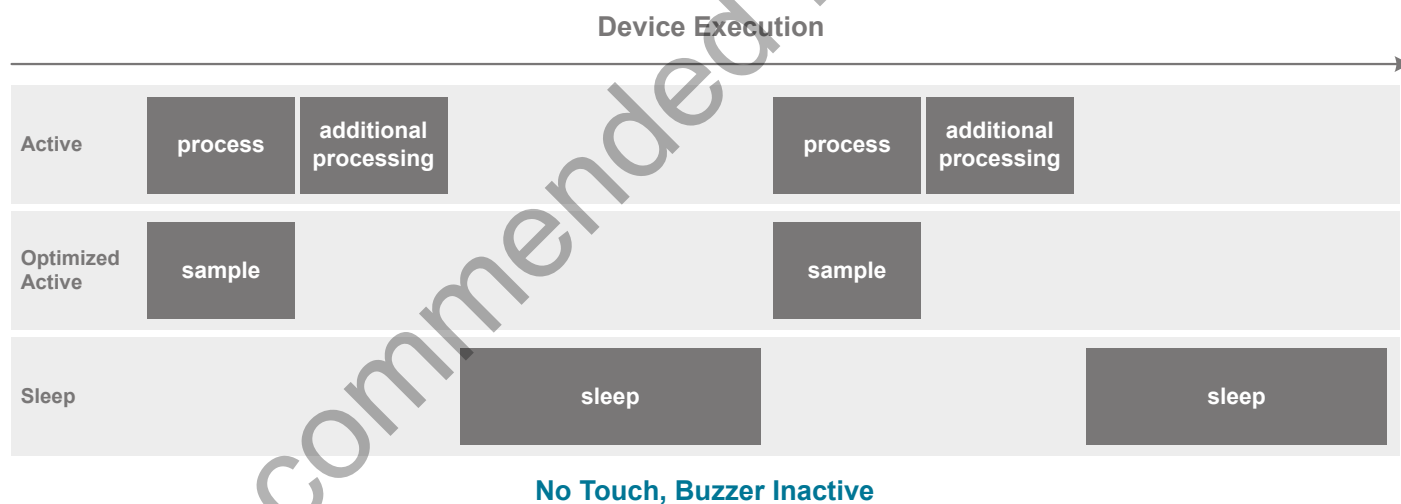 Device Execution
Active
process
additional
processing
process
additional
processing
Optimized
Active
sample
sample
Sleep
sleep
sleep
No Touch, Buzzer Inactive
commended